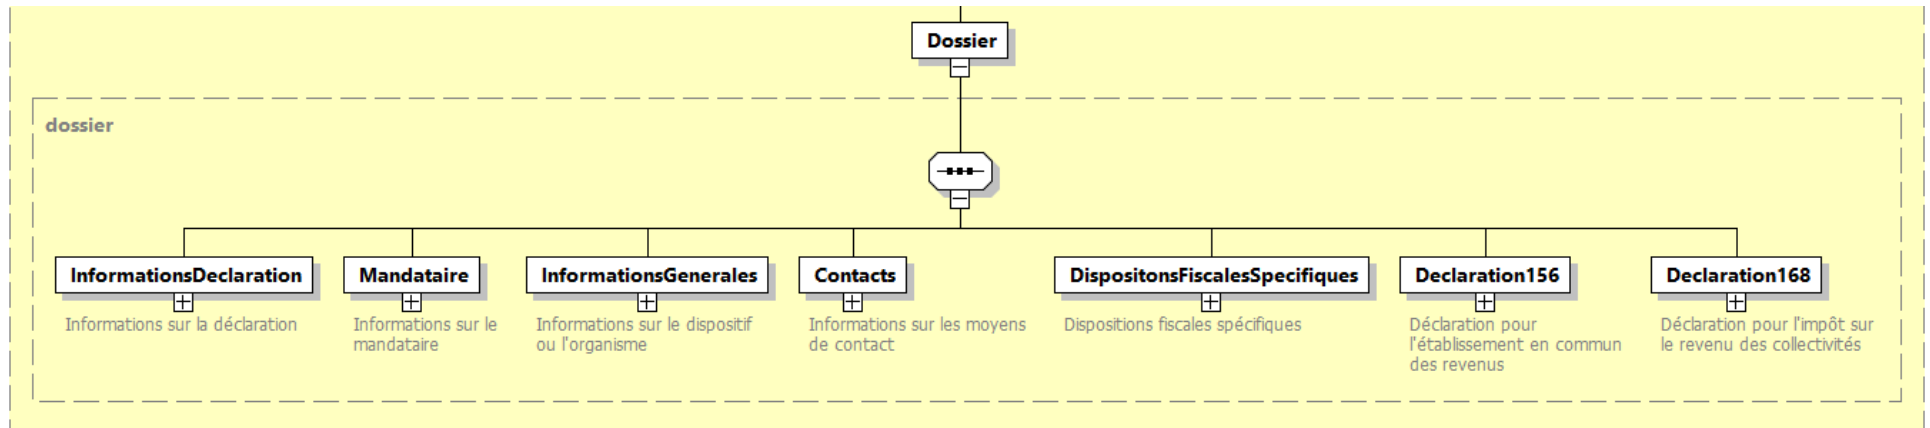 Dossier
dossier
InformationsDeclaration
Mandataire
InformationsGenerales
Contacts
DispositonsFiscalesSpecifiques
Declaration156
Declaration168
Informations sur la déclaration
Informations sur le
mandataire
Informations sur le dispositif
ou l'organisme
Informations sur les moyens
de contact
Dispositions fiscales spécifiques
Déclaration pour
l'établissement en commun
des revenus
Déclaration pour l'impôt sur
le revenu des collectivités